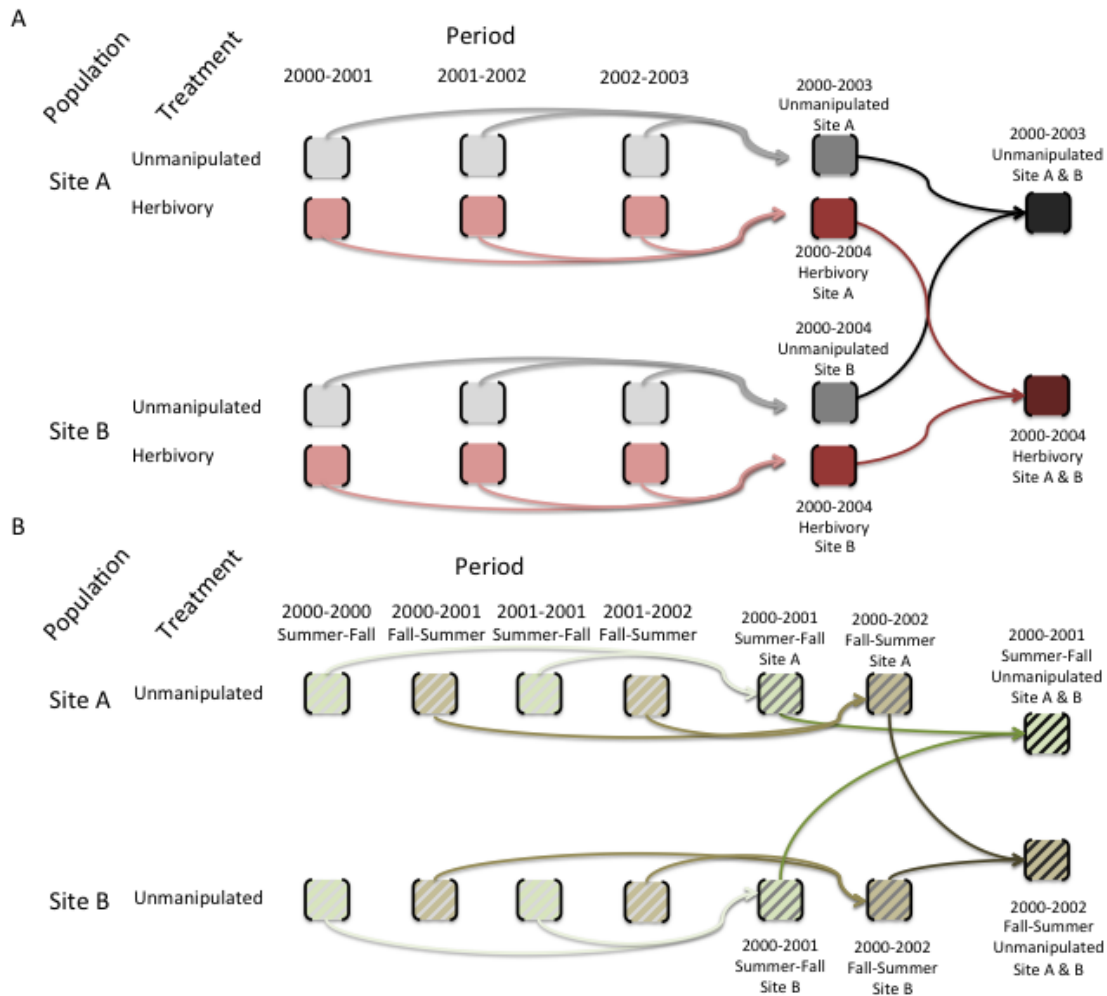 A
Population
Treatment
Period
2000-2001
2001-2002
2002-2003
2000-2003
Unmanipulated
Site A
2000-2003
Unmanipulated
Site A & B
Site A
Unmanipulated
Herbivory
2000-2004
Herbivory
Site A
2000-2004
Unmanipulated
Site B
Site B
Unmanipulated
Herbivory
2000-2004
Herbivory
Site A & B
2000-2004
Herbivory
Site B
B
Population
Treatment
Period
2000-2000
Summer-Fall
2000-2001
Fall-Summer
2001-2001
Summer-Fall
2001-2002
Fall-Summer
2000-2001
Summer-Fall
Site A
2000-2002
Fall-Summer
Site A
2000-2001
Summer-Fall
Unmanipulated
Site A & B
Site A
Unmanipulated
Site B
Unmanipulated
2000-2001
Summer-Fall
Site B
2000-2002
Fall-Summer
Site B
2000-2002
Fall-Summer
Unmanipulated
Site A & B